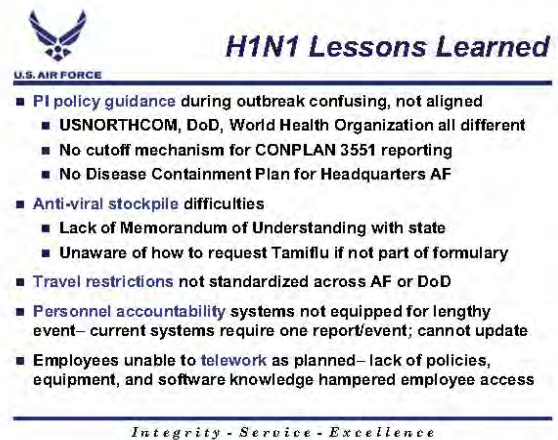 H1N1 Lessons Learned
U.S. AIR FORCE
■ PI policy guidance during outbreak confusing, not aligned
■ USNORTHCOM, DoD, World Health Organization all different
■ No cutoff mechanism for CONPLAN 3551 reporting
■ No Disease Containment Plan for Headquarters AF
■ Anti-viral stockpile difficulties
■ Lack of Memorandum of Understanding with state
■ Unaware of how to request Tamiflu if not part of formulary
■ Travel restrictions not standardized across AF or DoD
■ Personnel accountability systems not equipped for lengthy
event– current systems require one report/event; cannot update
■ Employees unable to telework as planned– lack of policies,
equipment, and software knowledge hampered employee access
Integrity - Service - Excellence